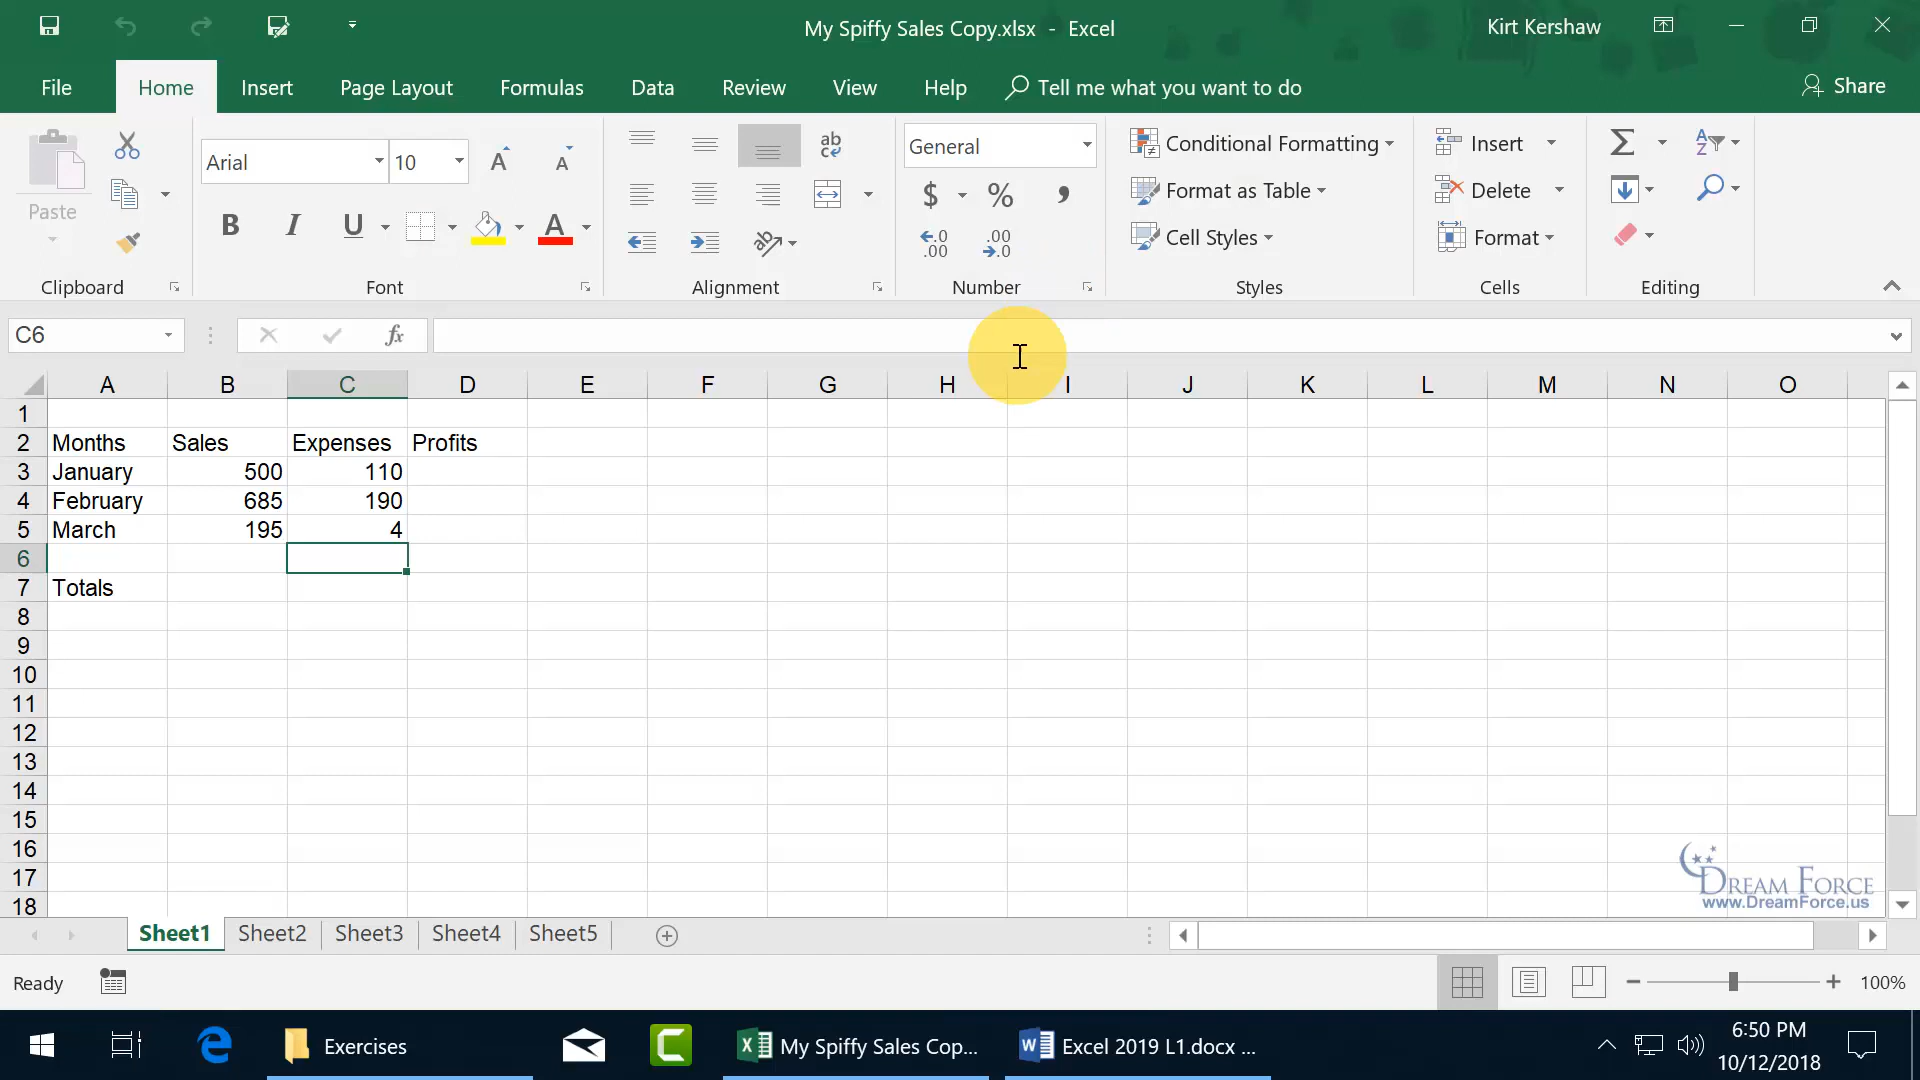 My Spiffy Sales Copy.xlsx - Excel
Kirt Kershaw
File Home Insert Page Layout Formulas Data Review View Help Tell me what you want to do Share
Paste
Clipboard
Arial 10
B I U A
Font
ab c
Alignment
General
$ % ,
Number
Conditional Formatting
Format as Table
Cell Styles
Styles
Insert
Delete
Format
Cells
Editing
C6 fx
A B C D E F G H I J K L M N O
1
2 Months Sales Expenses Profits
3 January 500 110
4 February 685 190
5 March 195 4
6
7 Totals
8
9
10
11
12
13
14
15
16
17
18
DREAM FORCE
www.DreamForce.us
Sheet1 Sheet2 Sheet3 Sheet4 Sheet5
Ready 100%
Exercises My Spiffy Sales Cop... Excel 2019 L1.docx ...
6:50 PM
10/12/2018